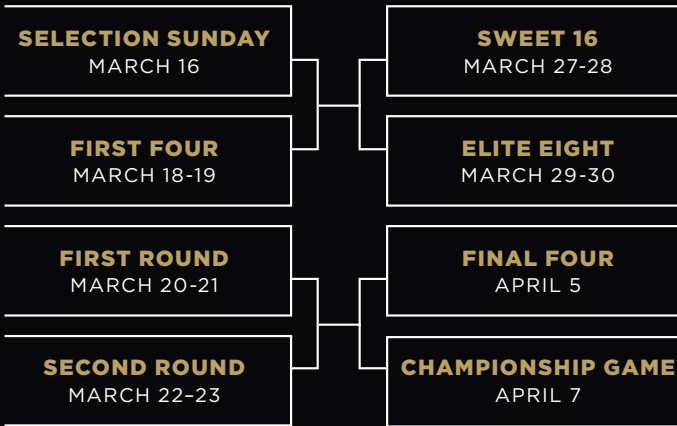 SELECTION SUNDAY
MARCH 16
FIRST FOUR
MARCH 18-19
FIRST ROUND
MARCH 20-21
SECOND ROUND
MARCH 22–23
SWEET 16
MARCH 27-28
ELITE EIGHT
MARCH 29-30
FINAL FOUR
APRIL 5
CHAMPIONSHIP GAME
APRIL 7